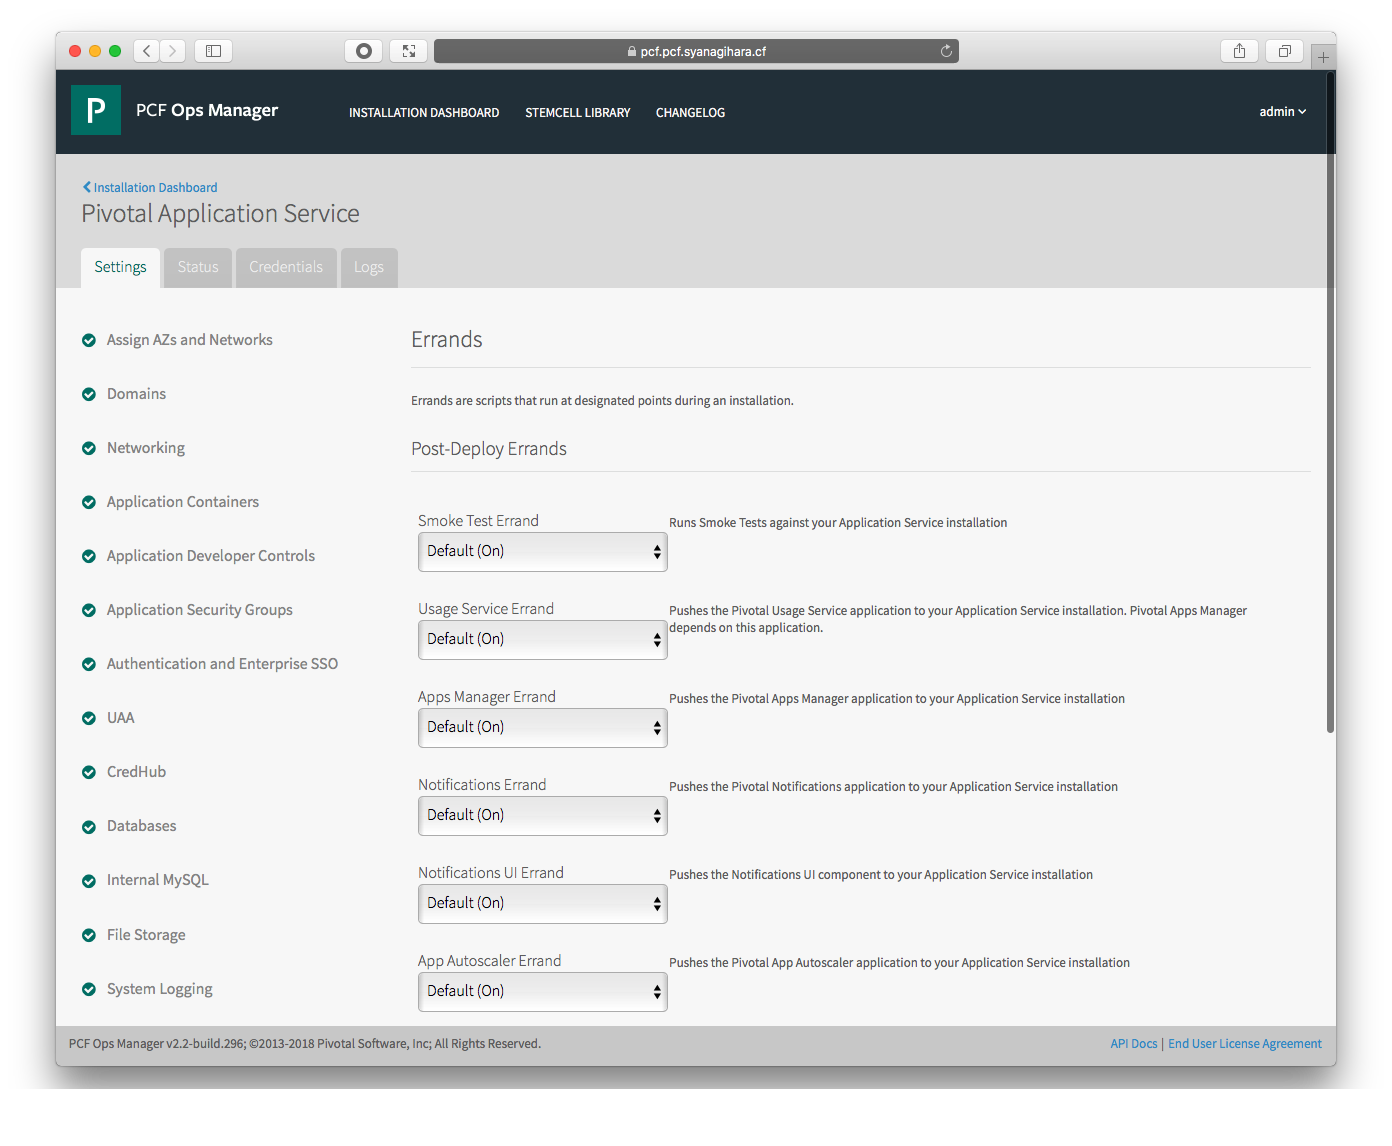 pcf.pcf.syanagihara.cf
P
PCF Ops Manager
INSTALLATION DASHBOARD
STEMCELL LIBRARY
CHANGELOG
admin
Installation Dashboard
Pivotal Application Service
Settings
Status
Credentials
Logs
Assign AZs and Networks
Domains
Networking
Application Containers
Application Developer Controls
Application Security Groups
Authentication and Enterprise SSO
UAA
CredHub
Databases
Internal MySQL
File Storage
System Logging
Errands
Errands are scripts that run at designated points during an installation.
Post-Deploy Errands
Smoke Test Errand
Default (On)
Runs Smoke Tests against your Application Service installation
Usage Service Errand
Default (On)
Pushes the Pivotal Usage Service application to your Application Service installation. Pivotal Apps Manager
depends on this application.
Apps Manager Errand
Default (On)
Pushes the Pivotal Apps Manager application to your Application Service installation
Notifications Errand
Default (On)
Pushes the Pivotal Notifications application to your Application Service installation
Notifications UI Errand
Default (On)
Pushes the Notifications UI component to your Application Service installation
App Autoscaler Errand
Default (On)
Pushes the Pivotal App Autoscaler application to your Application Service installation
PCF Ops Manager v2.2-build.296; ©2013-2018 Pivotal Software, Inc; All Rights Reserved.
API Docs | End User License Agreement